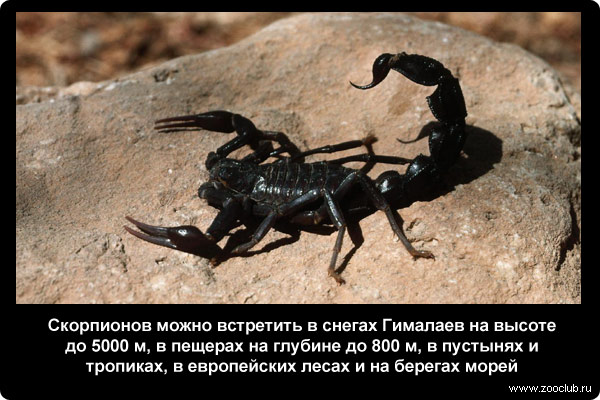 Скорпионов можно встретить в снегах Гималаев на высоте
до 5000 м, в пещерах на глубине до 800 м, в пустынях и
тропиках, в европейских лесах и на берегах морей
www.zooclub.ru